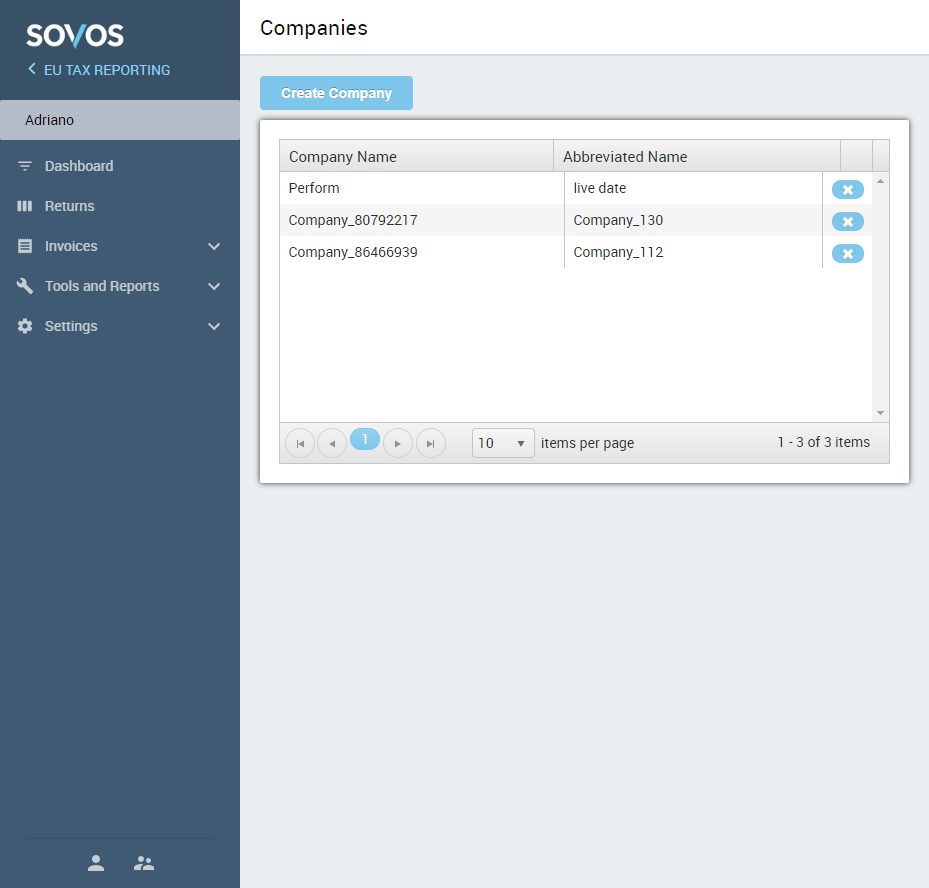 SOVOS
EU TAX REPORTING
Adriano
Dashboard
Returns
Invoices
Tools and Reports
Settings
Companies
Create Company
Company Name Abbreviated Name
Perform live date
Company_80792217 Company_130
Company_86466939 Company_112
1 10 items per page 1 - 3 of 3 items